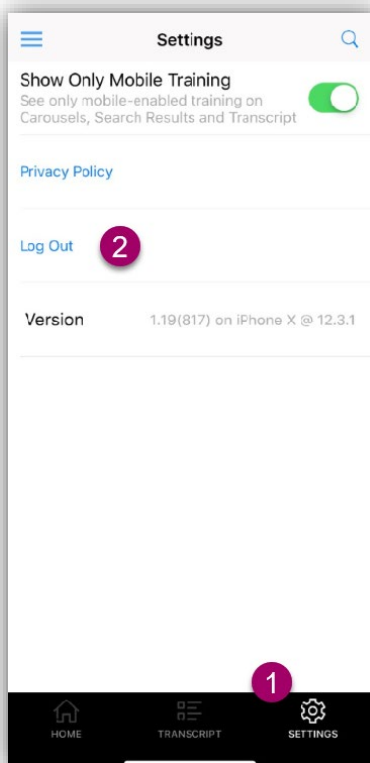 Settings
Show Only Mobile Training
See only mobile-enabled training on
Carousels, Search Results and Transcript
Privacy Policy
Log Out 2
Version 1.19(817) on iPhone X @ 12.3.1
1
HOME TRANSCRIPT SETTINGS